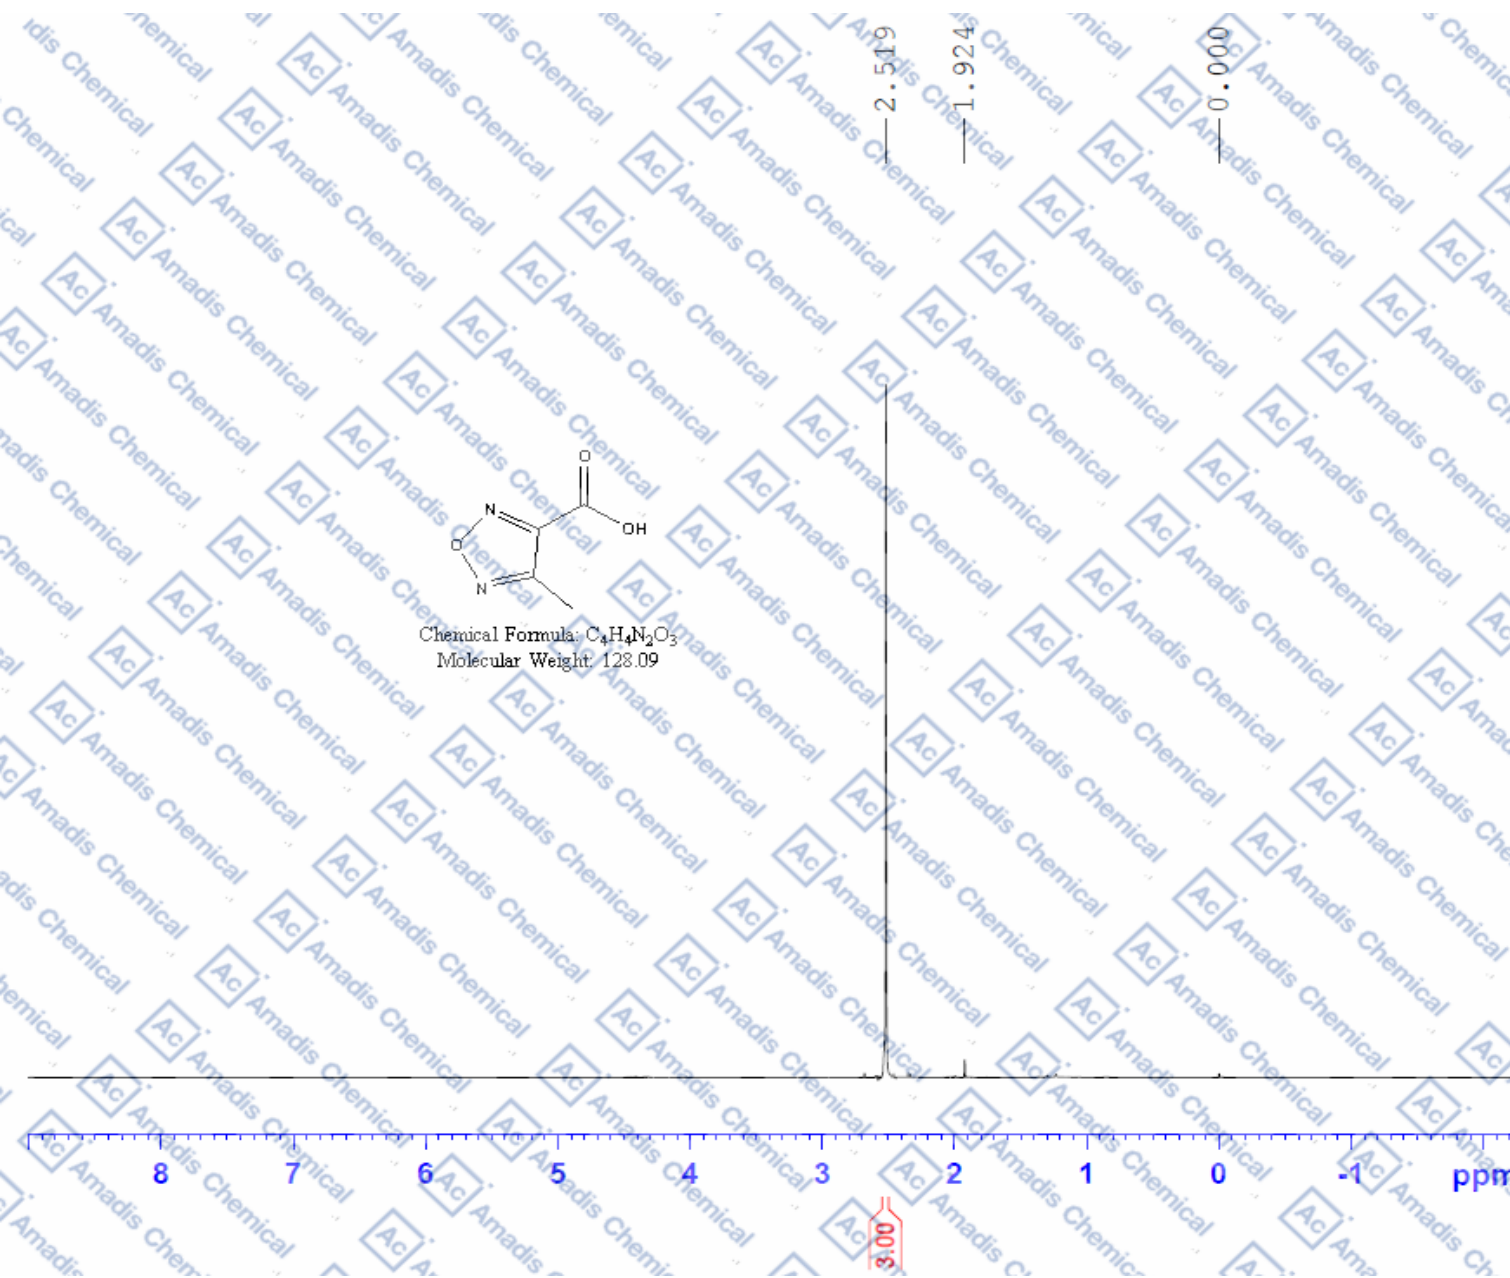 2.519
1.924
0.000
O
N
OH
O
N
Chemical Formula: C₄H₄N₂O₃
Molecular Weight: 128.09
8 7 6 5 4 3 2 1 0 -1 ppm
3.00
Ac Amadis Chemical